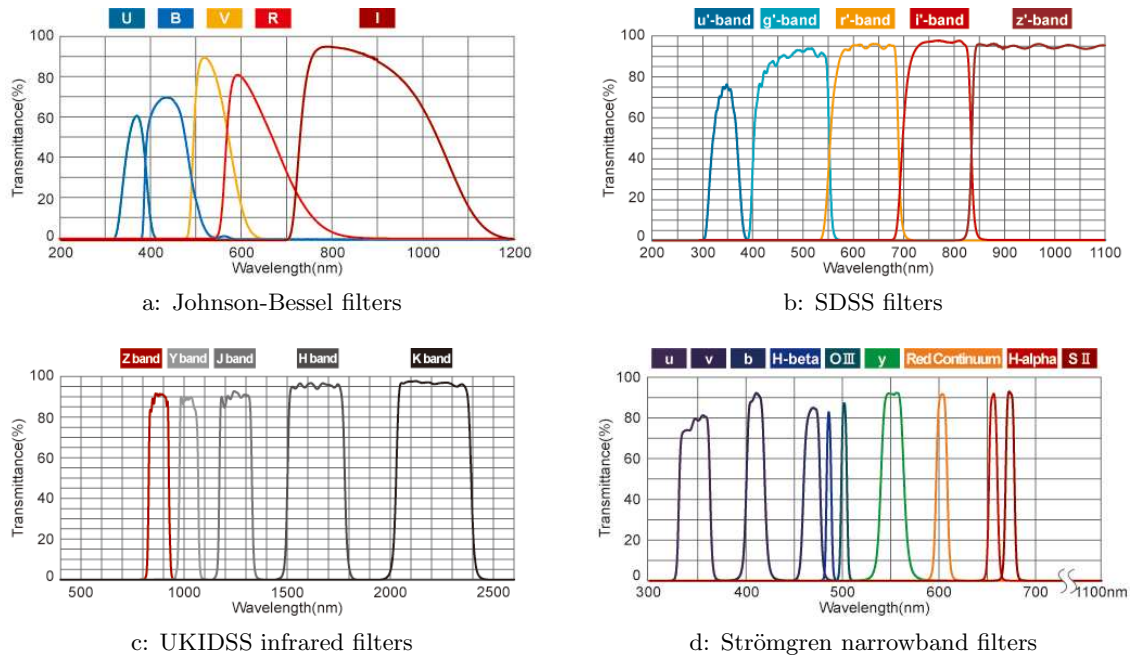 U B V R I
100
80
60
40
20
0
Transmittance(%)
200 400 600 800 1000 1200
Wavelength(nm)
a: Johnson-Bessel filters
u'-band g'-band r'-band i'-band z'-band
100
80
60
40
20
0
Transmittance(%)
200 300 400 500 600 700 800 900 1000 1100
Wavelength(nm)
b: SDSS filters
Z band Y band J band H band K band
100
80
60
40
20
0
Transmittance(%)
500 1000 1500 2000 2500
Wavelength(nm)
c: UKIDSS infrared filters
u v b H-beta O III y Red Continuum H-alpha S II
100
80
60
40
80
0
Transmittance(%)
300 400 500 600 700 1100nm
Wavelength(nm)
d: Strömgren narrowband filters